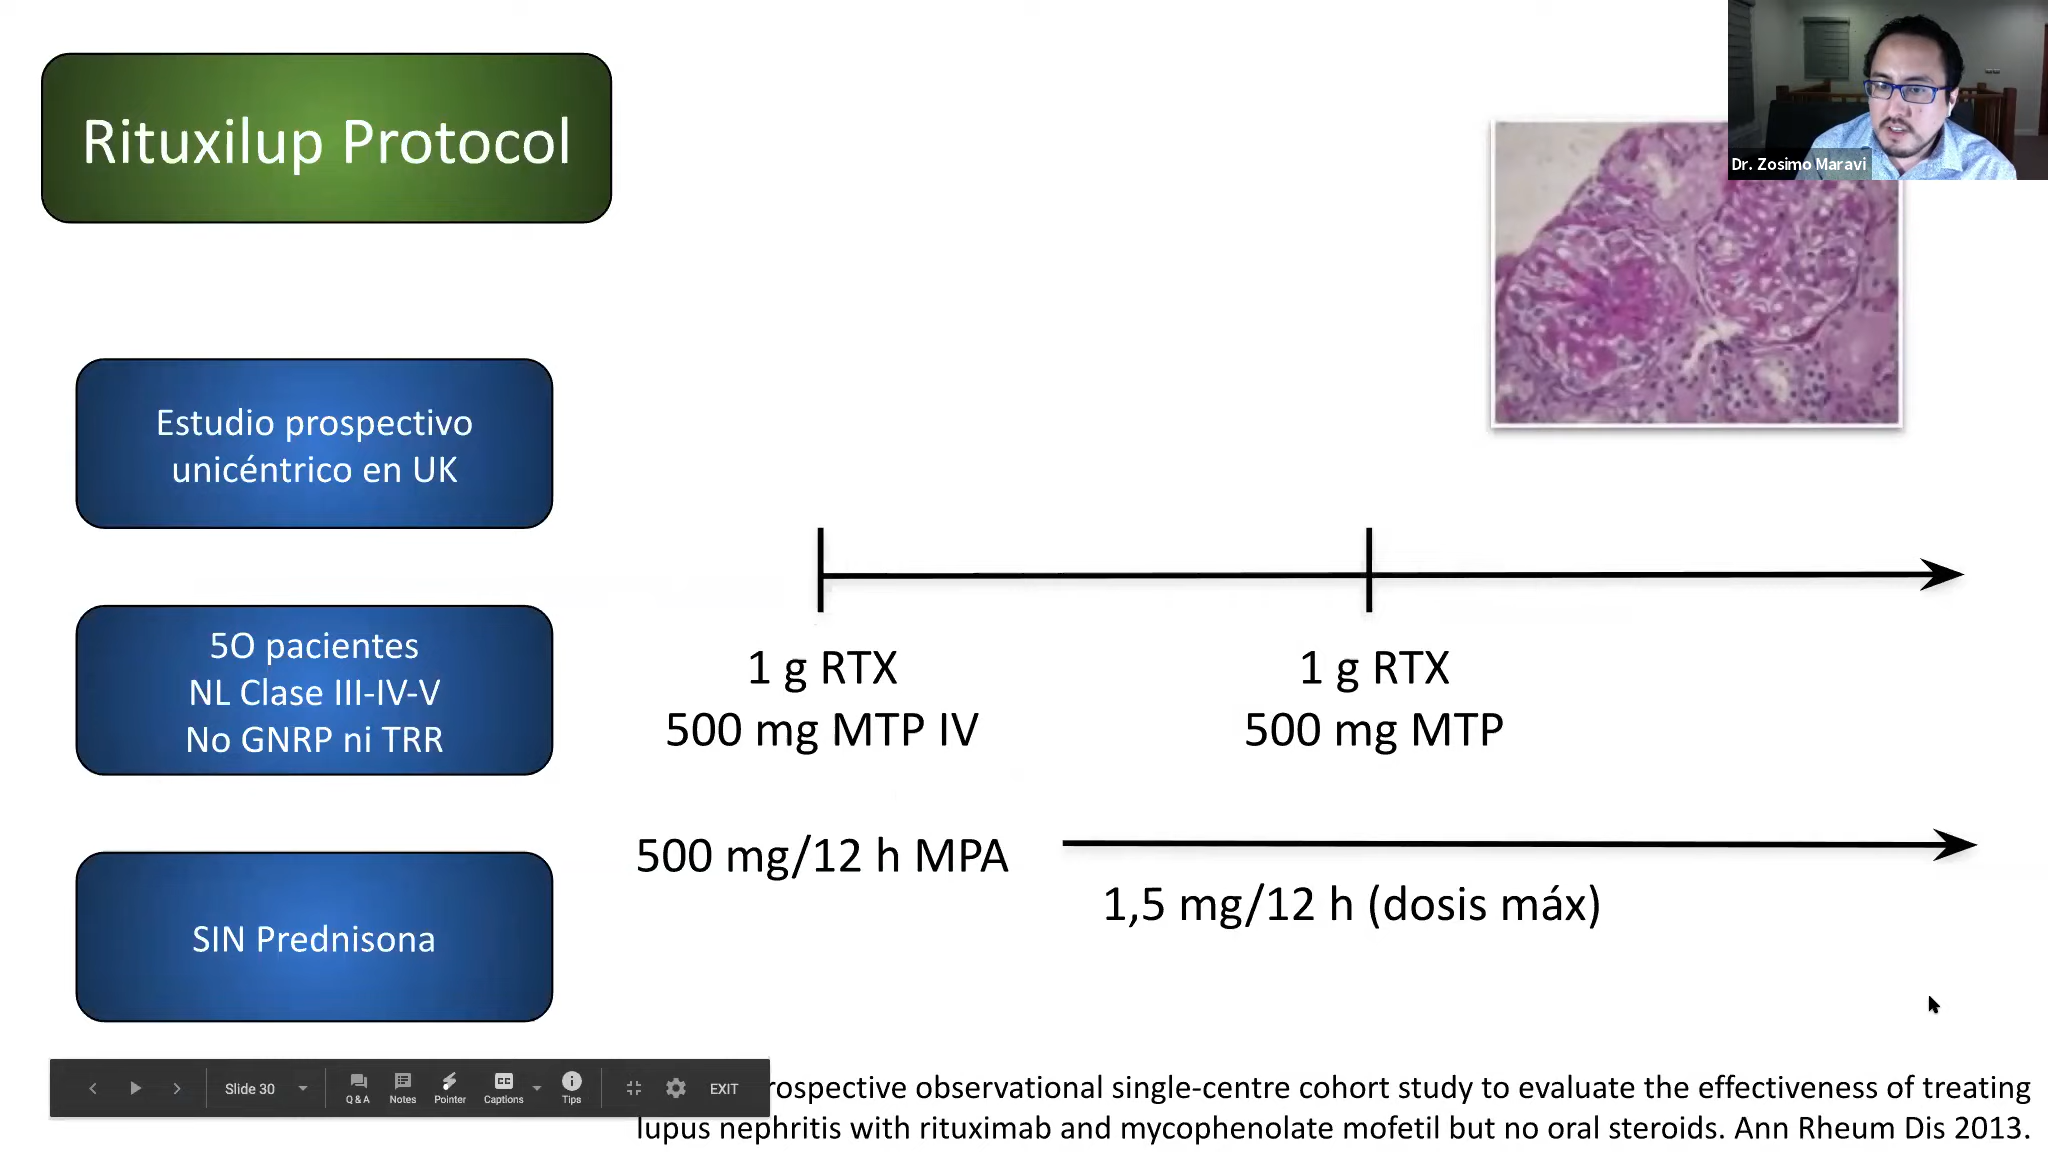 Rituxilup Protocol
Dr. Zosimo Maravi
Estudio prospectivo
unicéntrico en UK
5O pacientes
NL Clase III-IV-V
No GNRP ni TRR
SIN Prednisona
1 g RTX
500 mg MTP IV
1 g RTX
500 mg MTP
500 mg/12 h MPA
1,5 mg/12 h (dosis máx)
Slide 30
Q & A
Notes
Pointer
CC
Captions
Tips
EXIT
observational single-centre cohort study to evaluate the effectiveness of treating
lupus nephritis with rituximab and mycophenolate mofetil but no oral steroids. Ann Rheum Dis 2013.